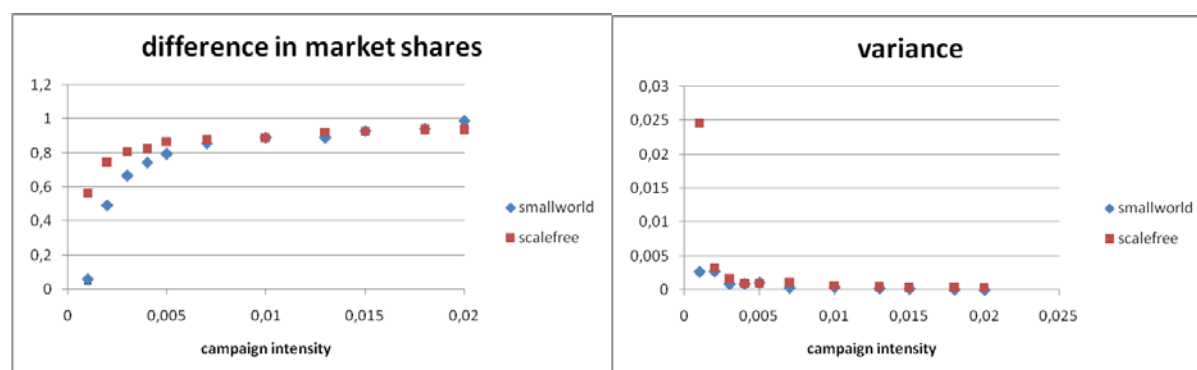 difference in market shares
1,2
1
0,8
0,6
0,4
0,2
0
0 0,005 0,01 0,015 0,02
campaign intensity
smallworld
scalefree
variance
0,03
0,025
0,02
0,015
0,01
0,005
0
0 0,005 0,01 0,015 0,02 0,025
campaign intensity
smallworld
scalefree